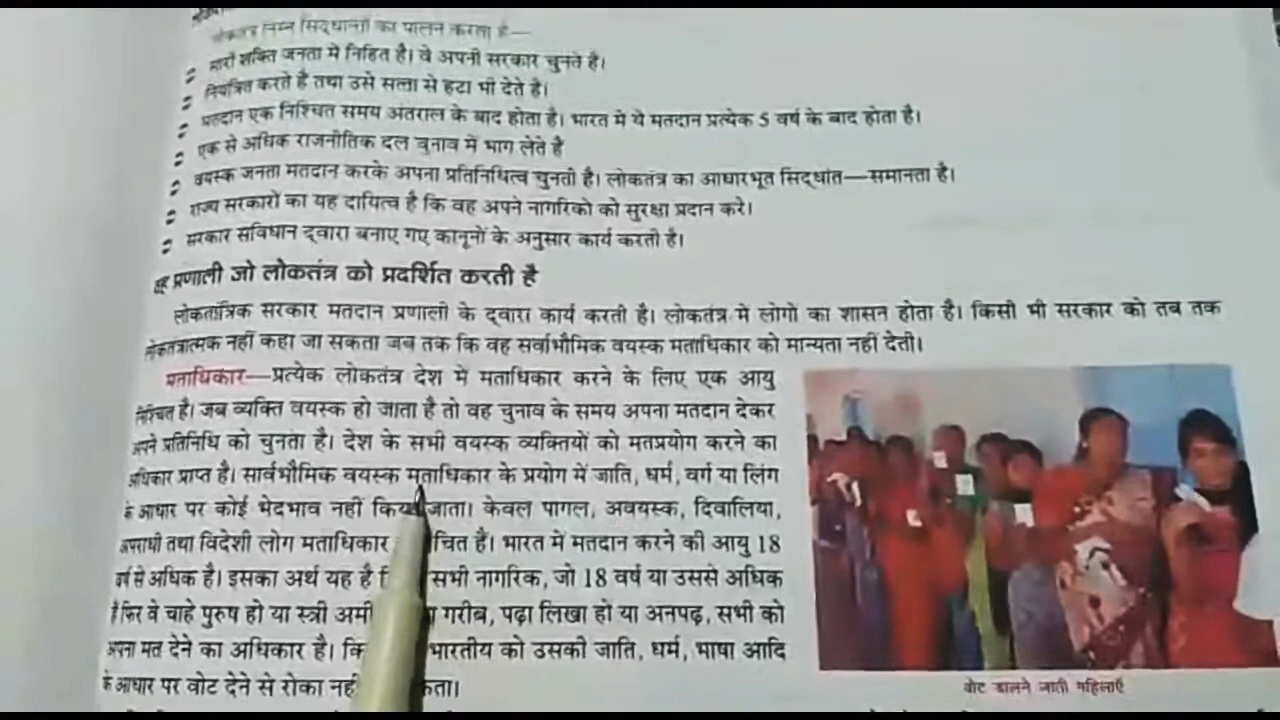 लोकतंत्र निम्न सिद्धान्तों का पालन करता है—
सारी शक्ति जनता में निहित है। वे अपनी सरकार चुनते हैं।
नियंत्रित करते हैं तथा उसे सत्ता से हटा भी देते है।
मतदान एक निश्चित समय अंतराल के बाद होता है। भारत में ये मतदान प्रत्येक 5 वर्ष के बाद होता है।
एक से अधिक राजनीतिक दल चुनाव में भाग लेते हैं
वयस्क जनता मतदान करके अपना प्रतिनिधित्व चुनती है। लोकतंत्र का आधारभूत सिद्धांत—समानता है।
राज्य सरकारों का यह दायित्व है कि वह अपने नागरिको को सुरक्षा प्रदान करे।
सरकार संविधान द्वारा बनाए गए कानूनों के अनुसार कार्य करती है।
प्रणाली जो लोकतंत्र को प्रदर्शित करती है
लोकतांत्रिक सरकार मतदान प्रणाली के द्वारा कार्य करती है। लोकतंत्र में लोगो का शासन होता है। किसी भी सरकार को तब तक
लोकतंत्रात्मक नहीं कहा जा सकता जब तक कि वह सर्वाभौमिक वयस्क मताधिकार को मान्यता नहीं देती।
मताधिकार—प्रत्येक लोकतंत्र देश में मताधिकार करने के लिए एक आयु
निश्चित है। जब व्यक्ति वयस्क हो जाता है तो वह चुनाव के समय अपना मतदान देकर
अपने प्रतिनिधि को चुनता है। देश के सभी वयस्क व्यक्तियों को मतप्रयोग करने का
अधिकार प्राप्त है। सार्वभौमिक वयस्क मताधिकार के प्रयोग में जाति, धर्म, वर्ग या लिंग
के आधार पर कोई भेदभाव नहीं किया जाता। केवल पागल, अवयस्क, दिवालिया,
अपराधी तथा विदेशी लोग मताधिकार चित हैं। भारत में मतदान करने की आयु 18
वर्ष से अधिक है। इसका अर्थ यह है सभी नागरिक, जो 18 वर्ष या उससे अधिक
है फिर वे चाहे पुरुष हो या स्त्री गरीब, पढ़ा लिखा हो या अनपढ़, सभी को
अपना मत देने का अधिकार है। भारतीय को उसकी जाति, धर्म, भाषा आदि
के आधार पर वोट देने से रोका कता।
वोट डालने जाती महिलाएँ